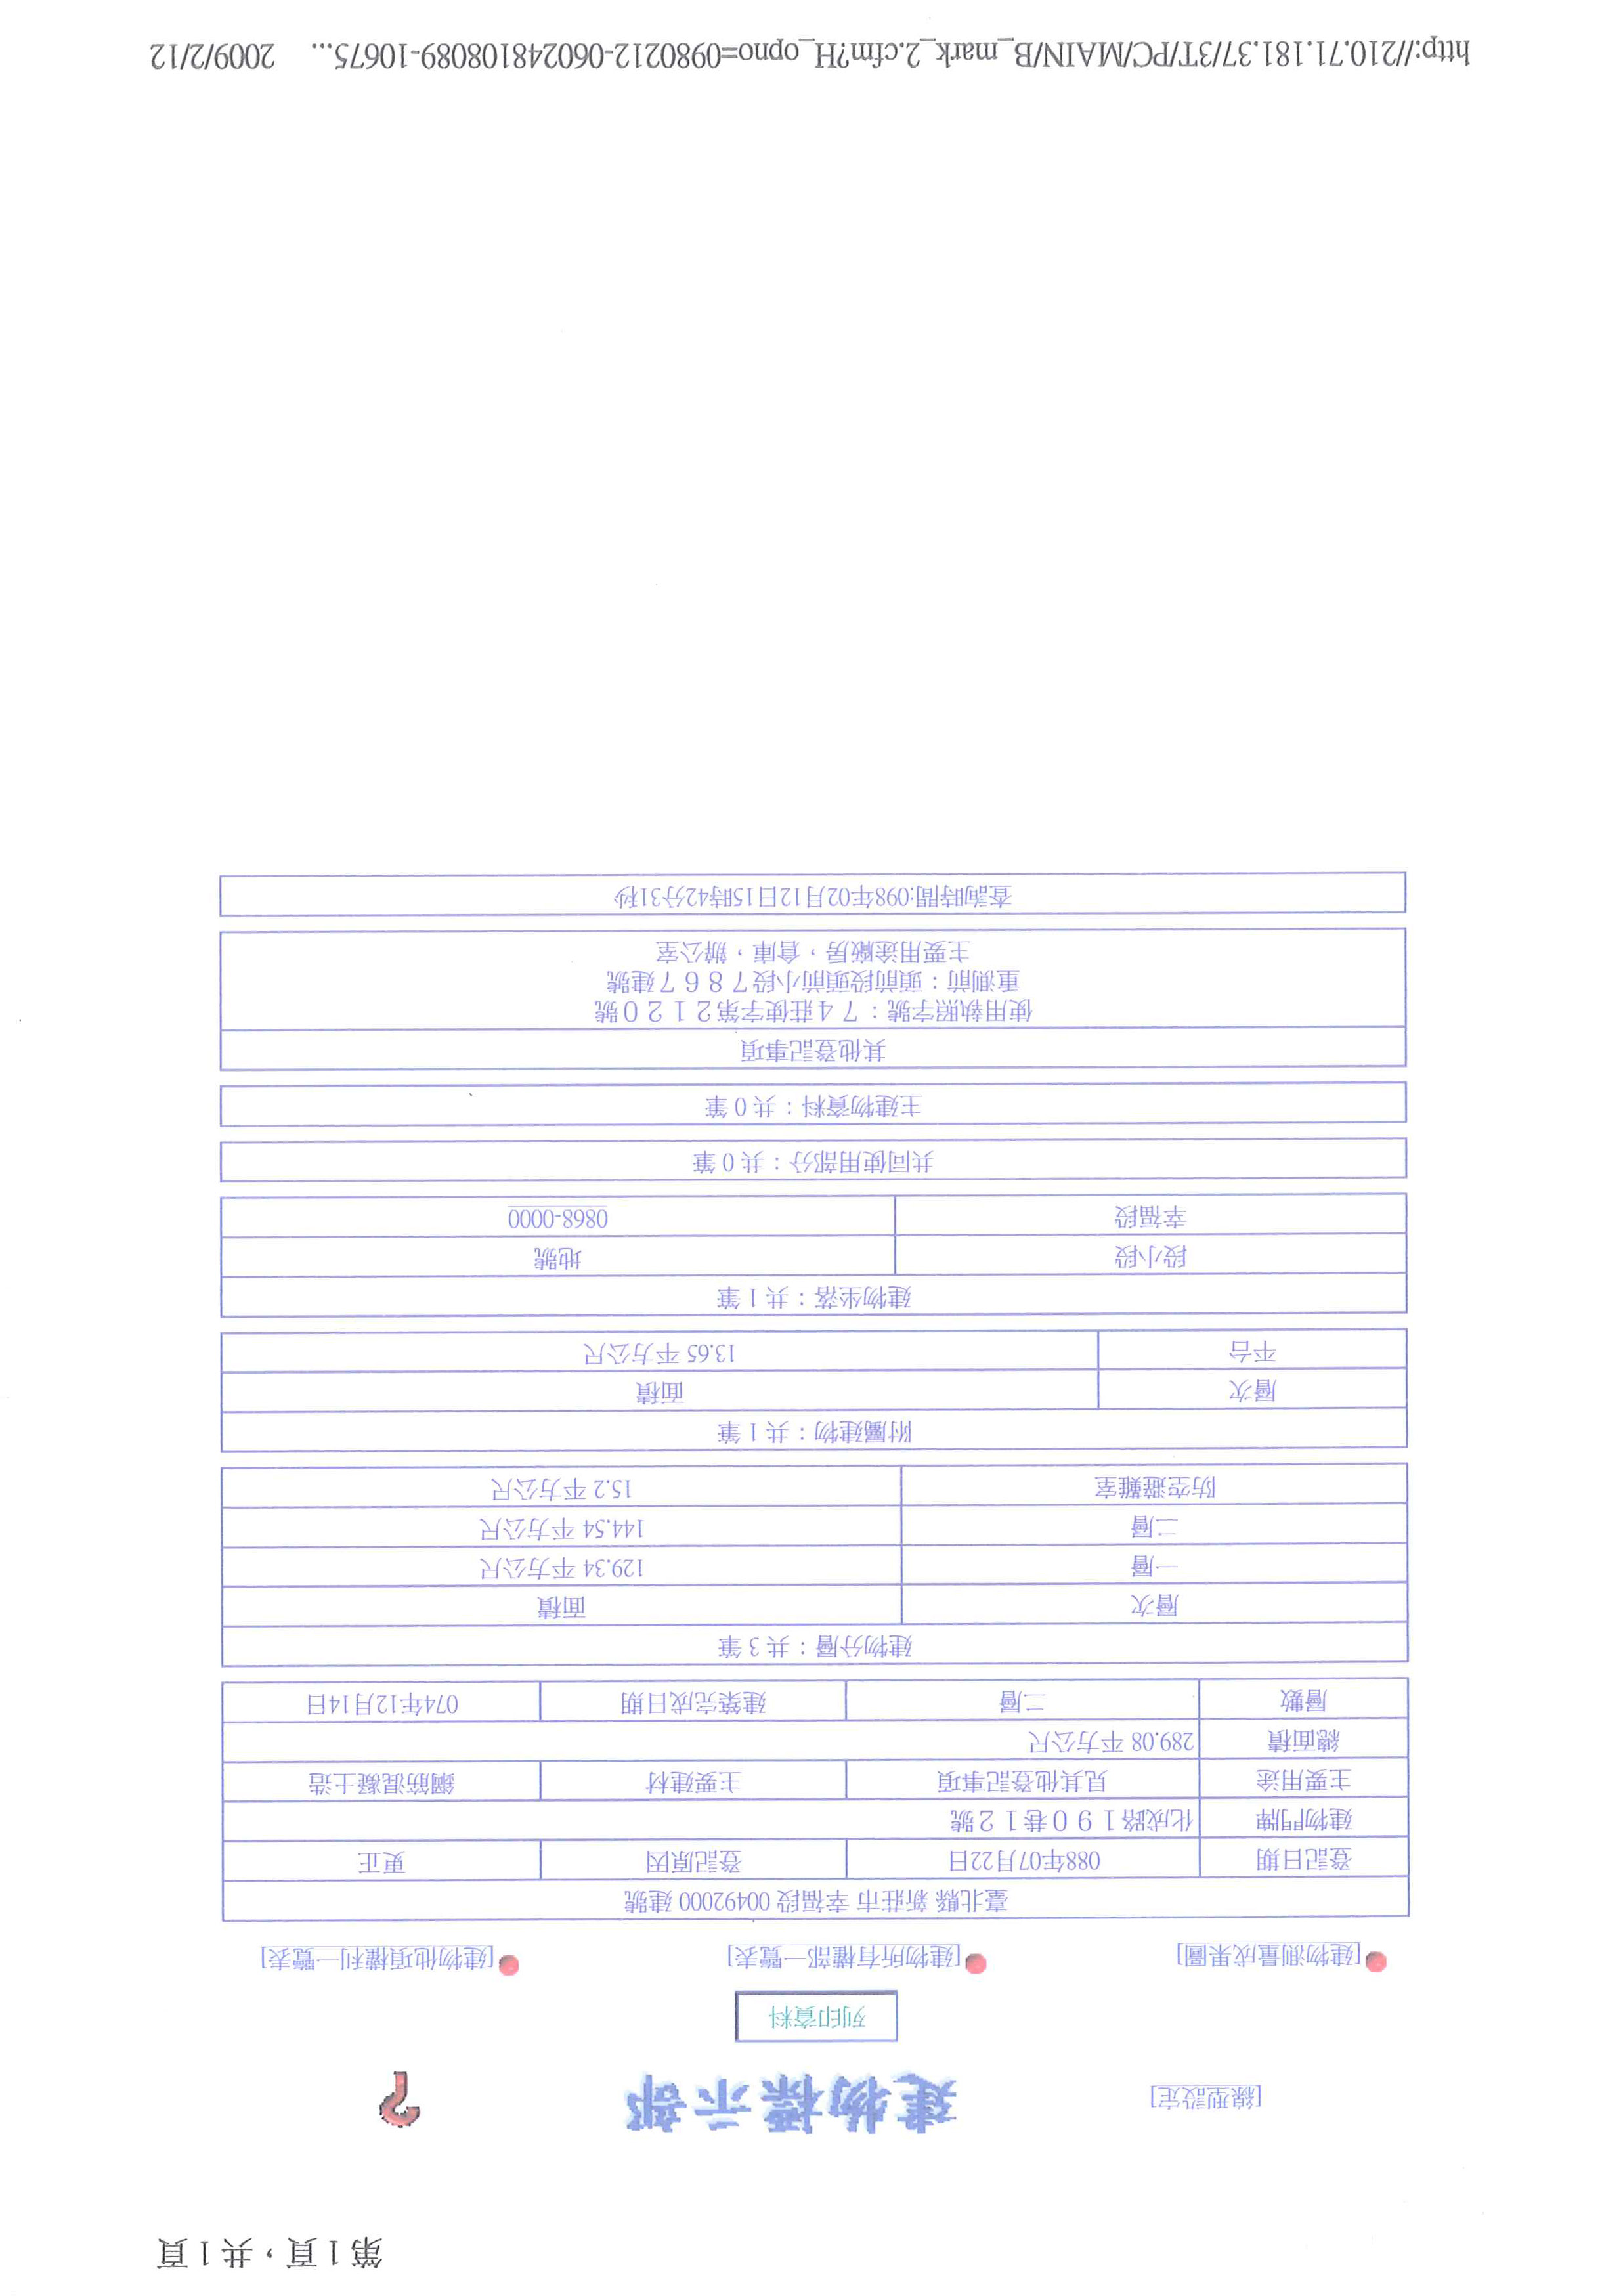 第1頁，共1頁
[線型設定]
建物標示部
?
列印資料
[建物測量成果圖]
[建物所有權部一覽表]
[建物他項權利一覽表]
臺北縣 新莊市 幸福段 00492000 建號
登記日期 088年07月22日 登記原因 更正
建物門牌 化成路１９０巷１２號
主要用途 見其他登記事項 主要建材 鋼筋混凝土造
總面積 289.08 平方公尺
層數 二層 建築完成日期 074年12月14日
建物分層：共 3 筆
層次 面積
一層 129.34 平方公尺
二層 144.54 平方公尺
防空避難室 15.2 平方公尺
附屬建物：共 1 筆
層次 面積
平台 13.65 平方公尺
建物坐落：共 1 筆
段小段 地號
幸福段 0868-0000
共同使用部分：共 0 筆
主建物資料：共 0 筆
其他登記事項
使用執照字號：７４莊使字第２１２０號
重測前：頭前段頭前小段７８６７建號
主要用途廠房，倉庫，辦公室
查詢時間:098年02月12日15時42分31秒
http://210.71.181.37/3T/PC/MAIN/B_mark_2.cfm?H_opno=0980212-060248108089-10675... 2009/2/12